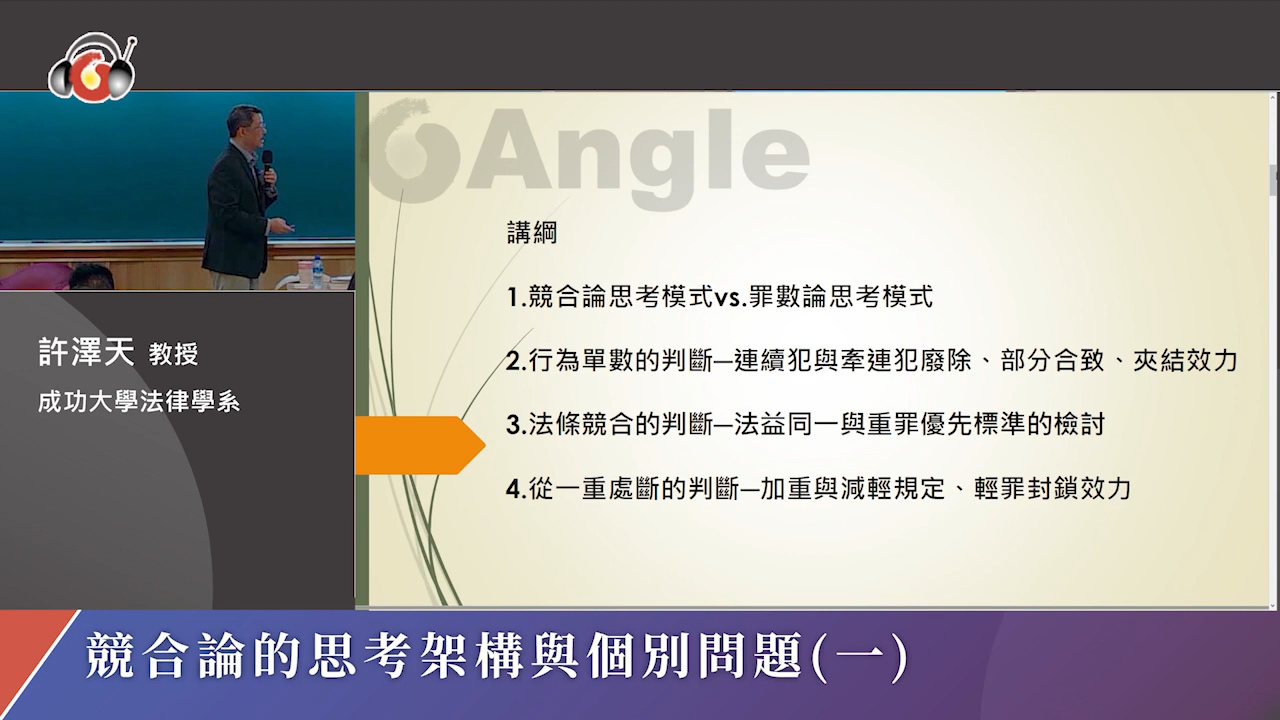 Angle
講綱
1.競合論思考模式vs.罪數論思考模式
2.行為單數的判斷—連續犯與牽連犯廢除、部分合致、夾結效力
3.法條競合的判斷—法益同一與重罪優先標準的檢討
4.從一重處斷的判斷—加重與減輕規定、輕罪封鎖效力
許澤天 教授
成功大學法律學系
競合論的思考架構與個別問題(一)